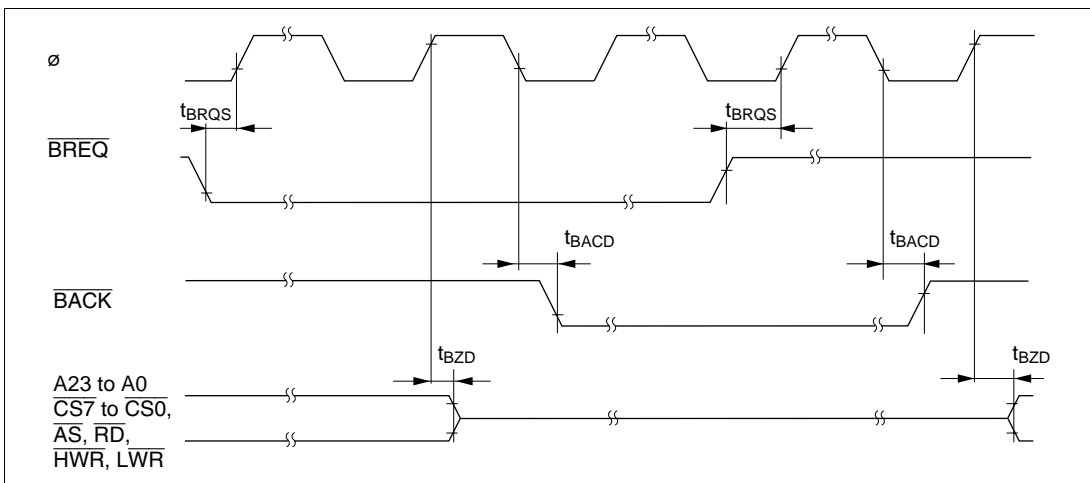 ø
tBRQS
tBRQS
BREQ
tBACD
tBACD
BACK
tBZD
tBZD
A23 to A0
CS7 to CS0,
AS, RD,
HWR, LWR